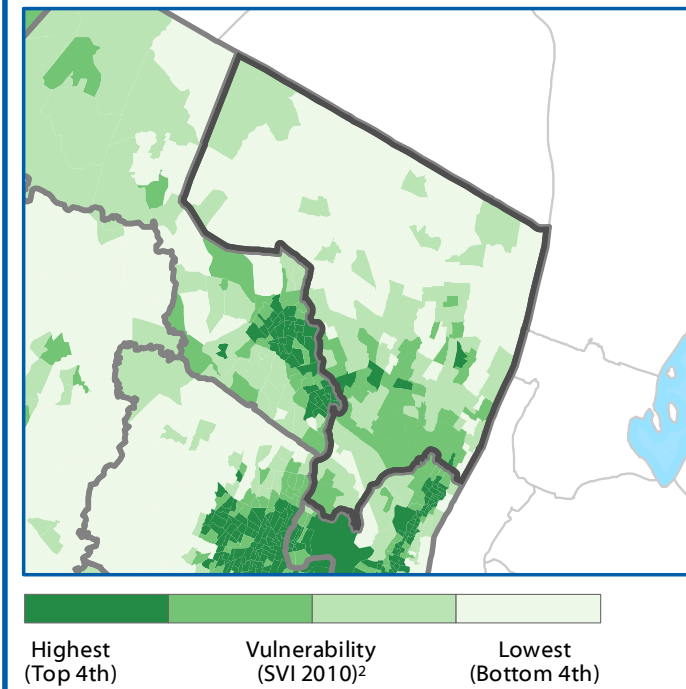 Highest Vulnerability Lowest
(Top 4th) (SVI 2010)² (Bottom 4th)